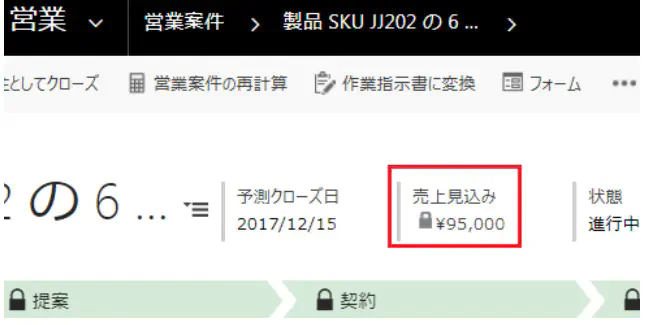 営業 営業案件 製品 SKU JJ202 の 6 ...
としてクローズ 営業案件の再計算 作業指示書に変換 フォーム
の 6 ... 予測クローズ日 売上見込み 状態
2017/12/15 ¥95,000 進行中
提案 契約